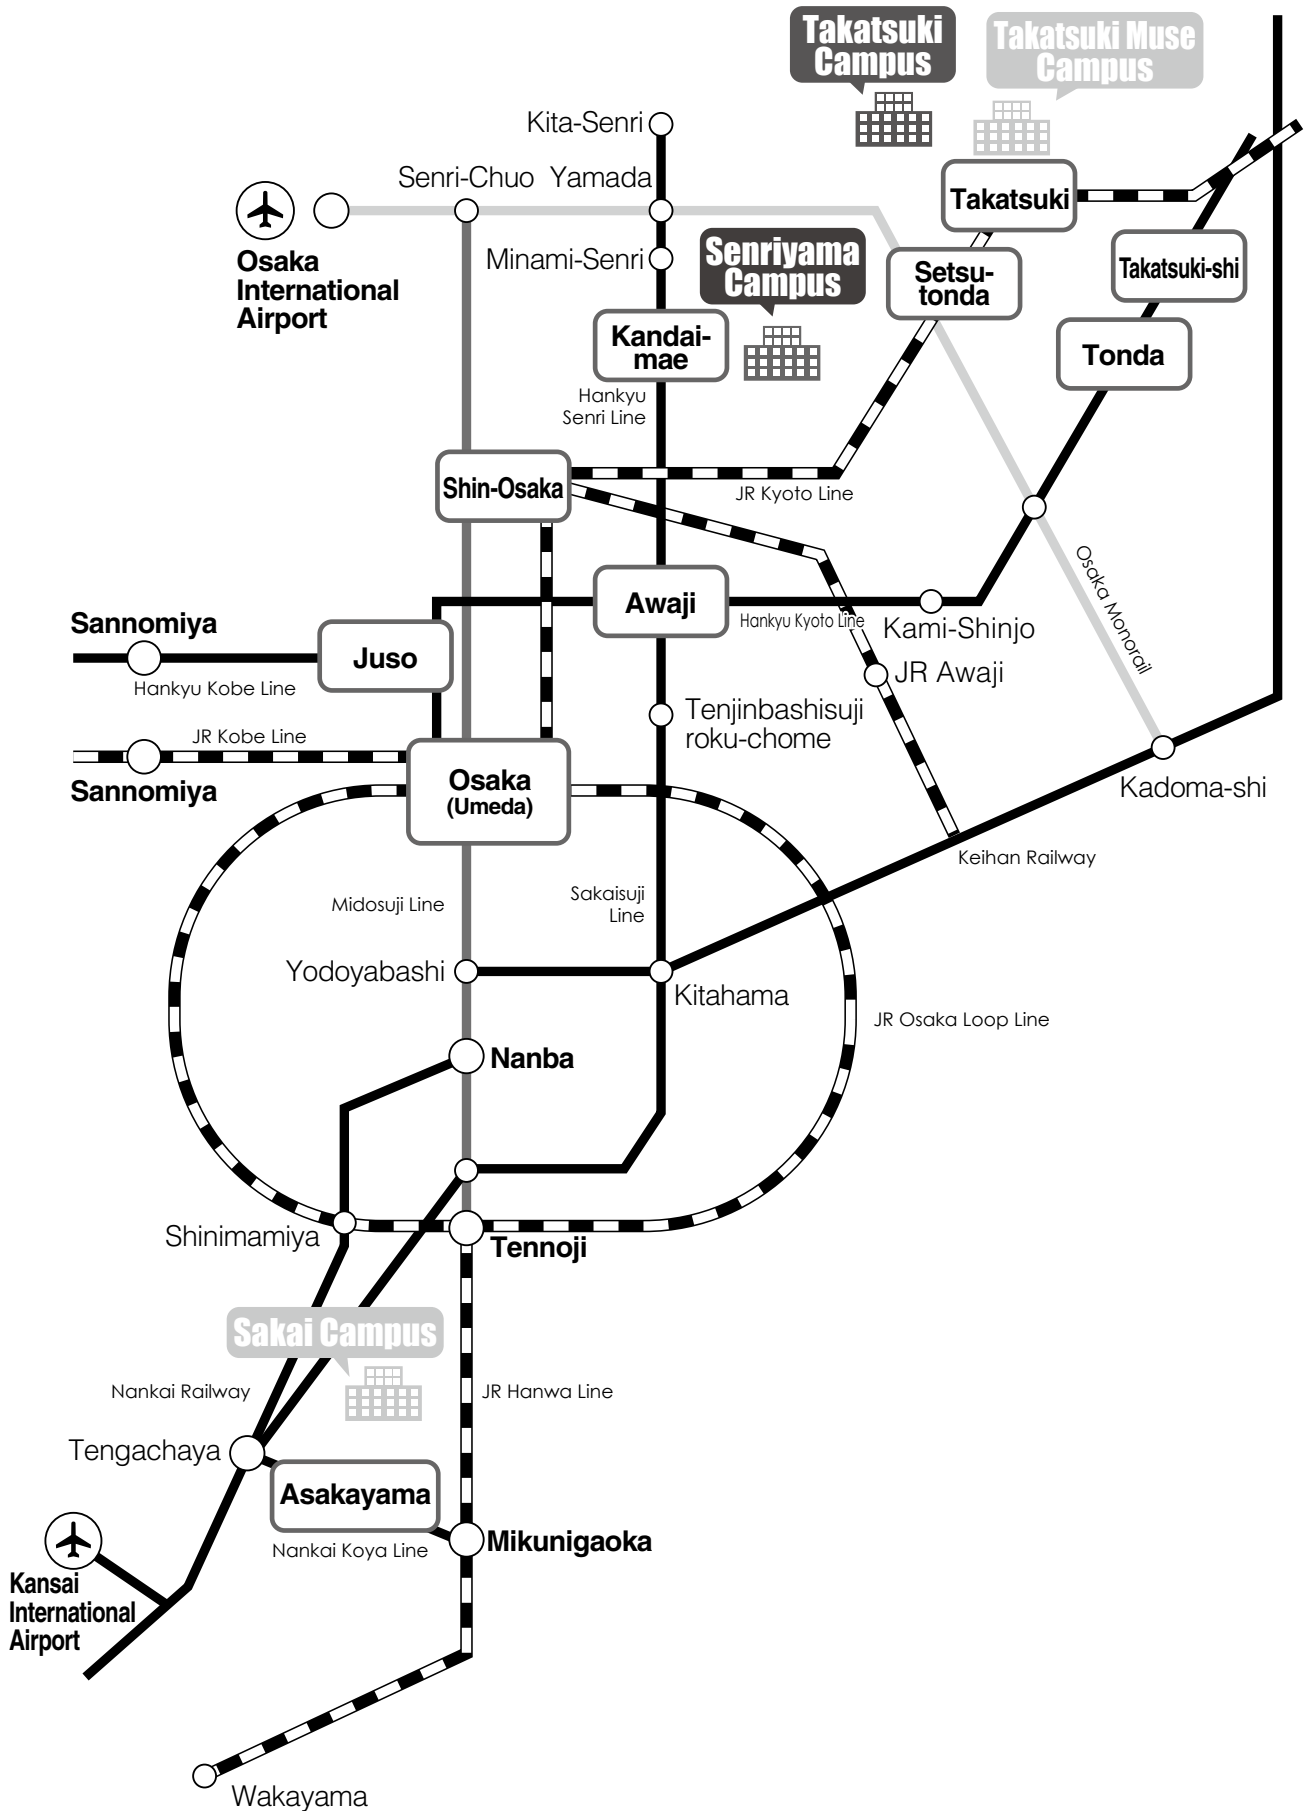 Takatsuki
Campus
Takatsuki Muse
Campus
Kita-Senri
Senri-Chuo
Yamada
Takatsuki
Osaka
International
Airport
Minami-Senri
Senriyama
Campus
Setsu-
tonda
Takatsuki-shi
Kandai-
mae
Tonda
Hankyu
Senri Line
Shin-Osaka
JR Kyoto Line
Osaka Monorail
Awaji
Hankyu Kyoto Line
Kami-Shinjo
Sannomiya
Juso
Hankyu Kobe Line
JR Awaji
Tenjinbashisuji
roku-chome
JR Kobe Line
Sannomiya
Osaka
(Umeda)
Kadoma-shi
Keihan Railway
Midosuji Line
Sakaisuji
Line
Yodoyabashi
Kitahama
JR Osaka Loop Line
Nanba
Shinimamiya
Tennoji
Sakai Campus
Nankai Railway
JR Hanwa Line
Tengachaya
Asakayama
Mikunigaoka
Nankai Koya Line
Kansai
International
Airport
Wakayama